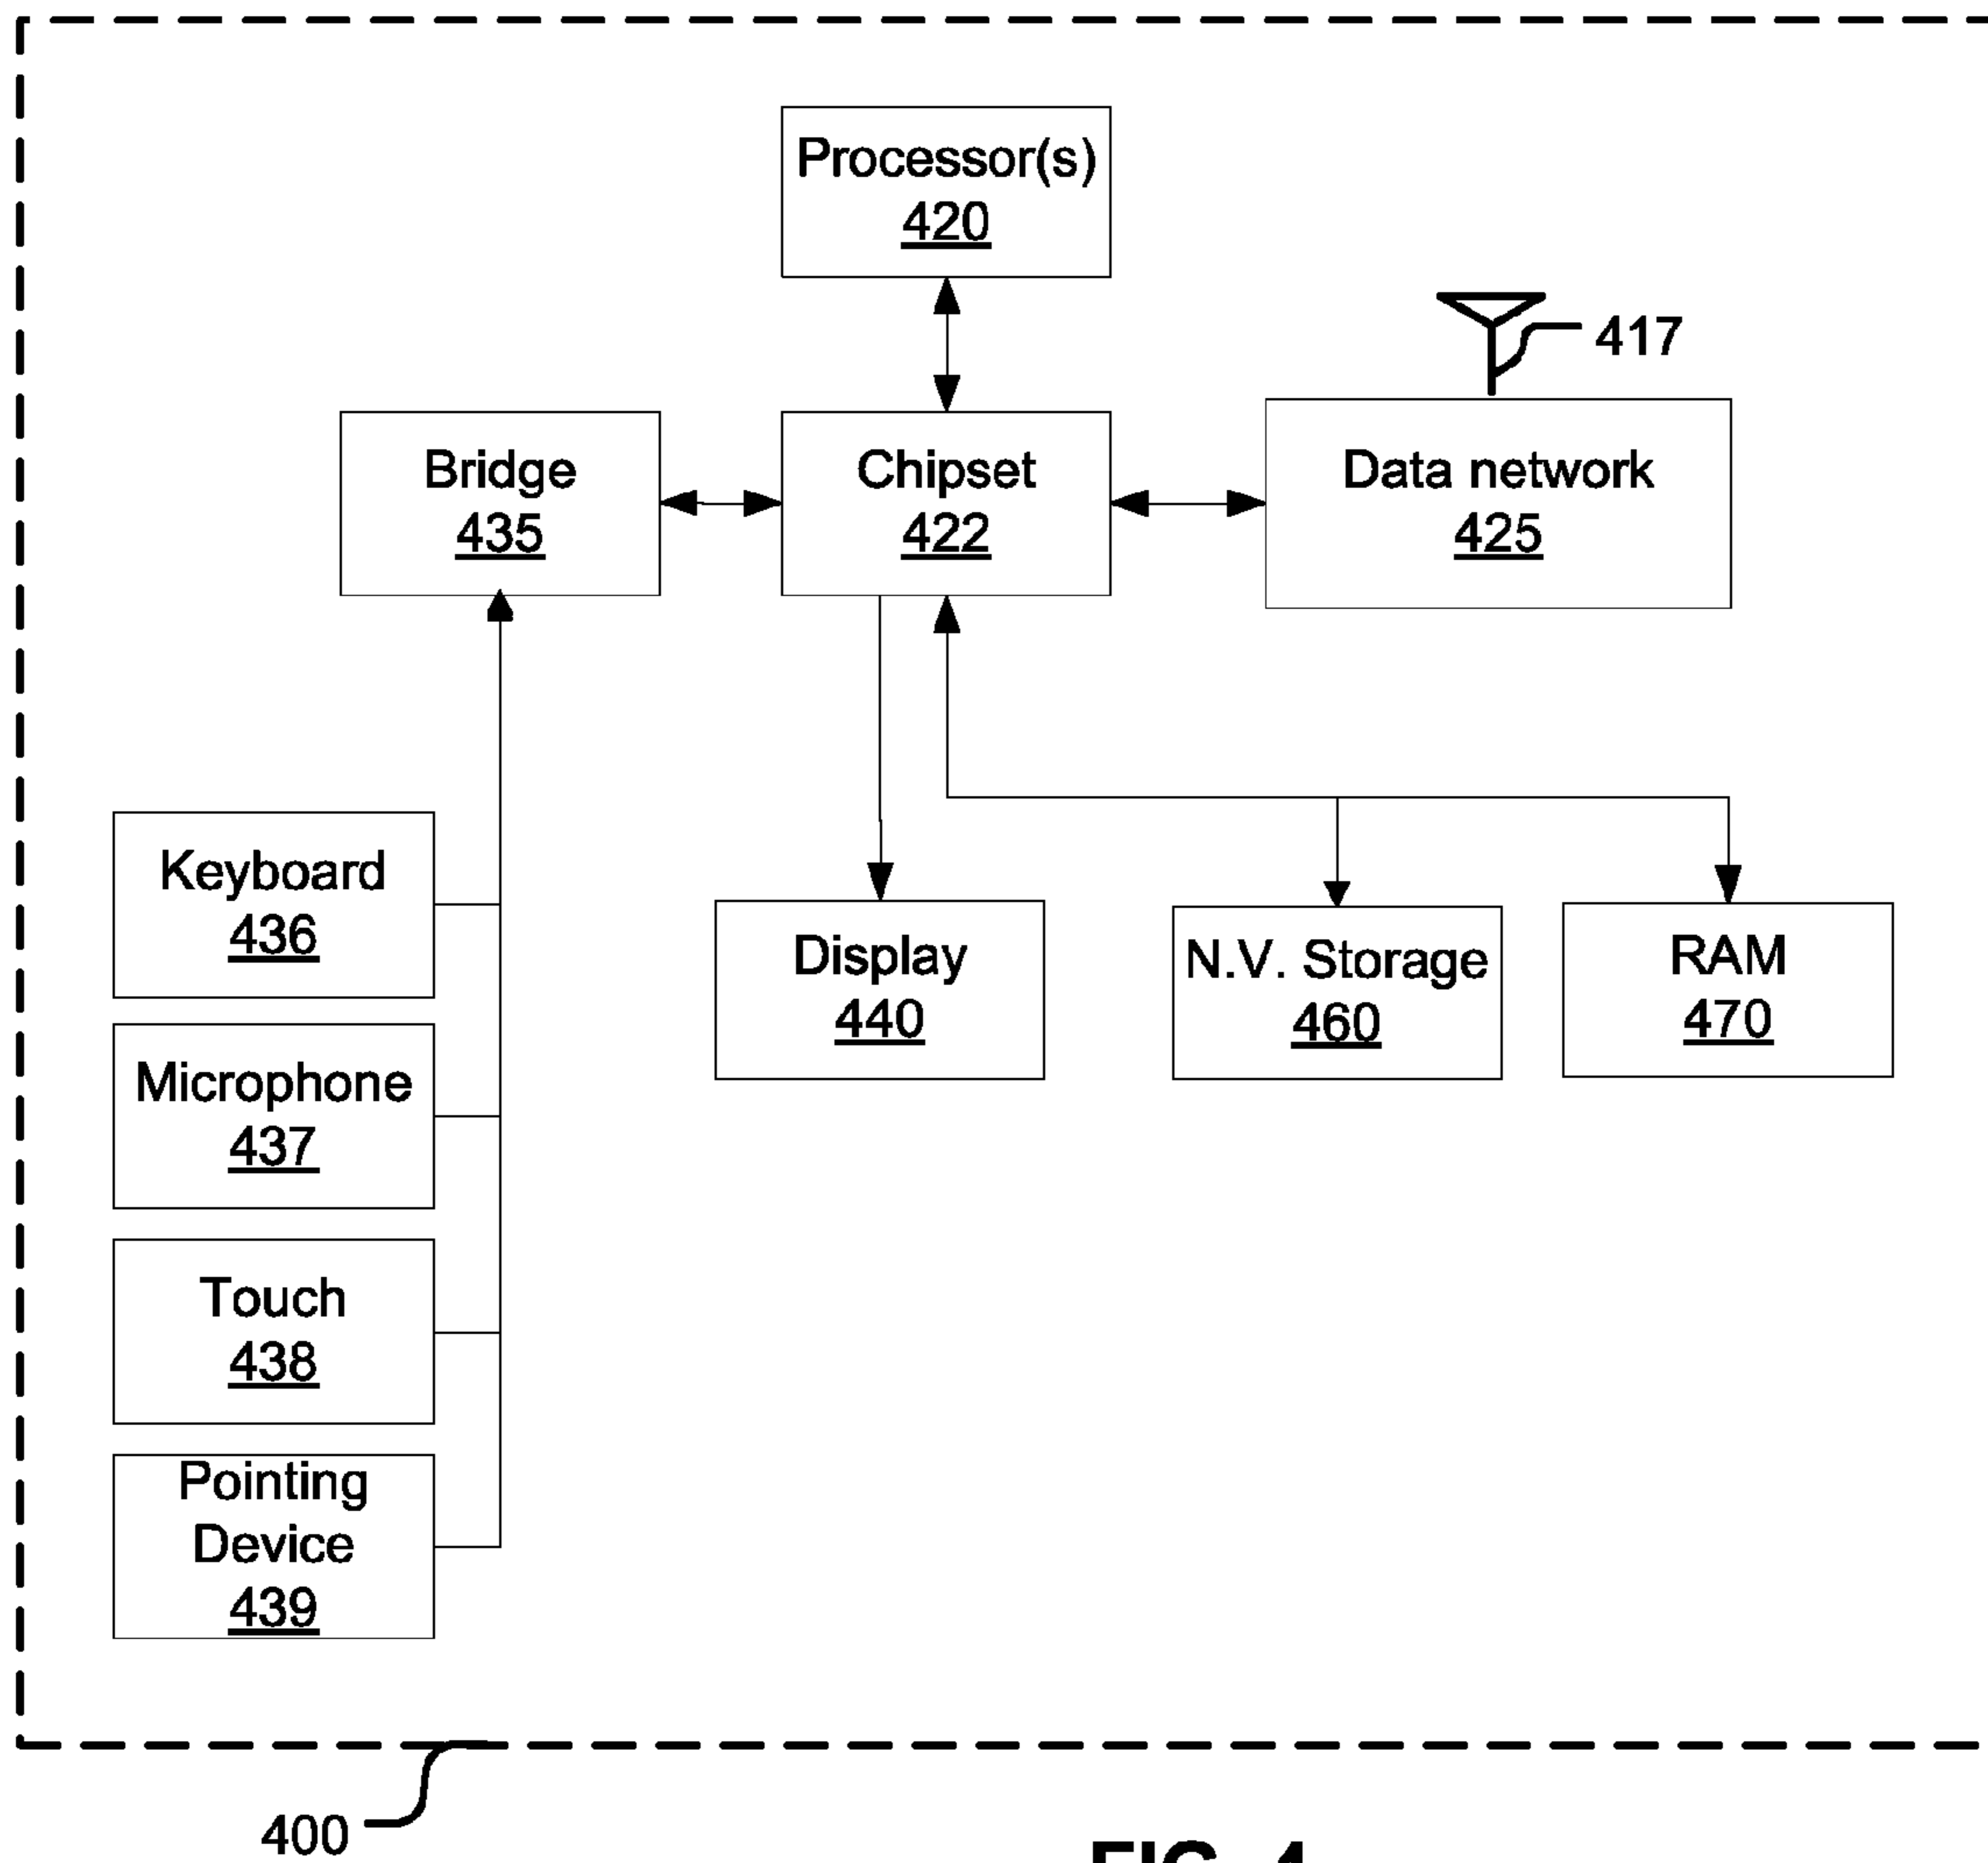 Processor(s)
420
417
Bridge
435
Chipset
422
Data network
425
Keyboard
436
Display
440
N.V. Storage
460
RAM
470
Microphone
437
Touch
438
Pointing
Device
439
400